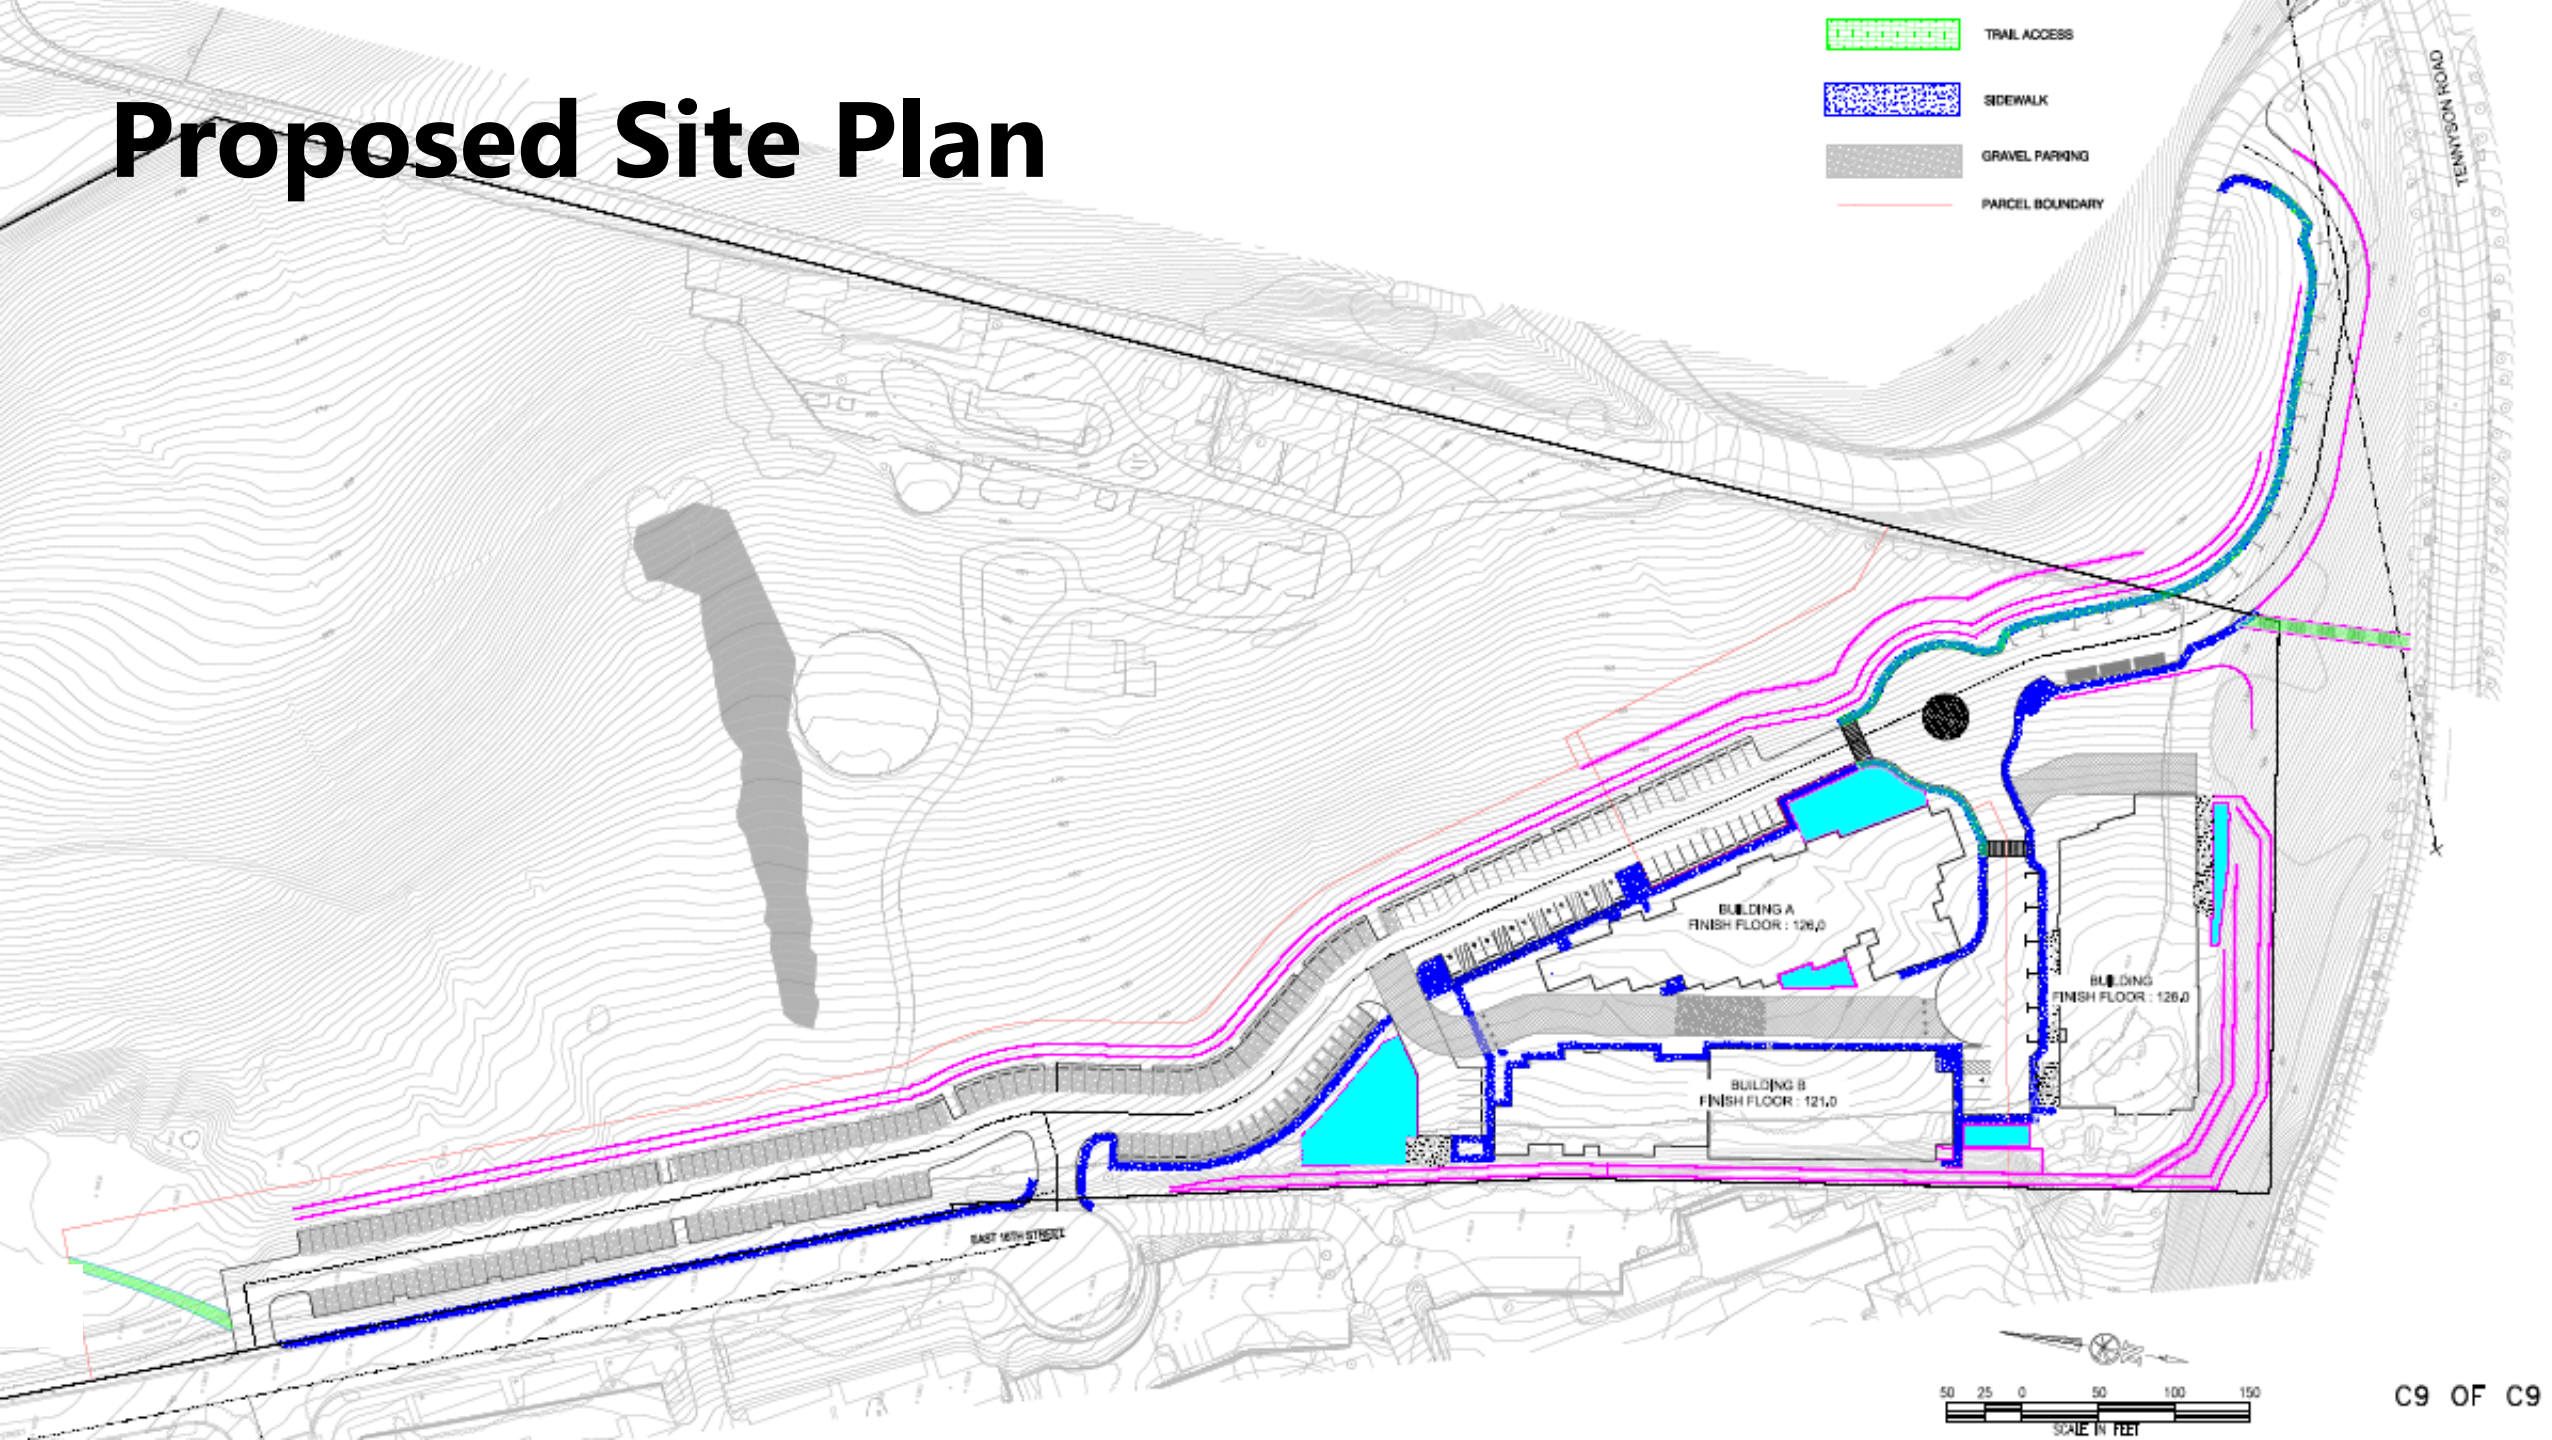 Proposed Site Plan
TRAIL ACCESS
SIDEWALK
GRAVEL PARKING
PARCEL BOUNDARY
TENNYSON ROAD
BUILDING A
FINISH FLOOR : 126.0
BUILDING
FINISH FLOOR : 126.0
BUILDING B
FINISH FLOOR : 121.0
EAST 16TH STREET
50 25 0 50 100 150
SCALE IN FEET
C9 OF C9